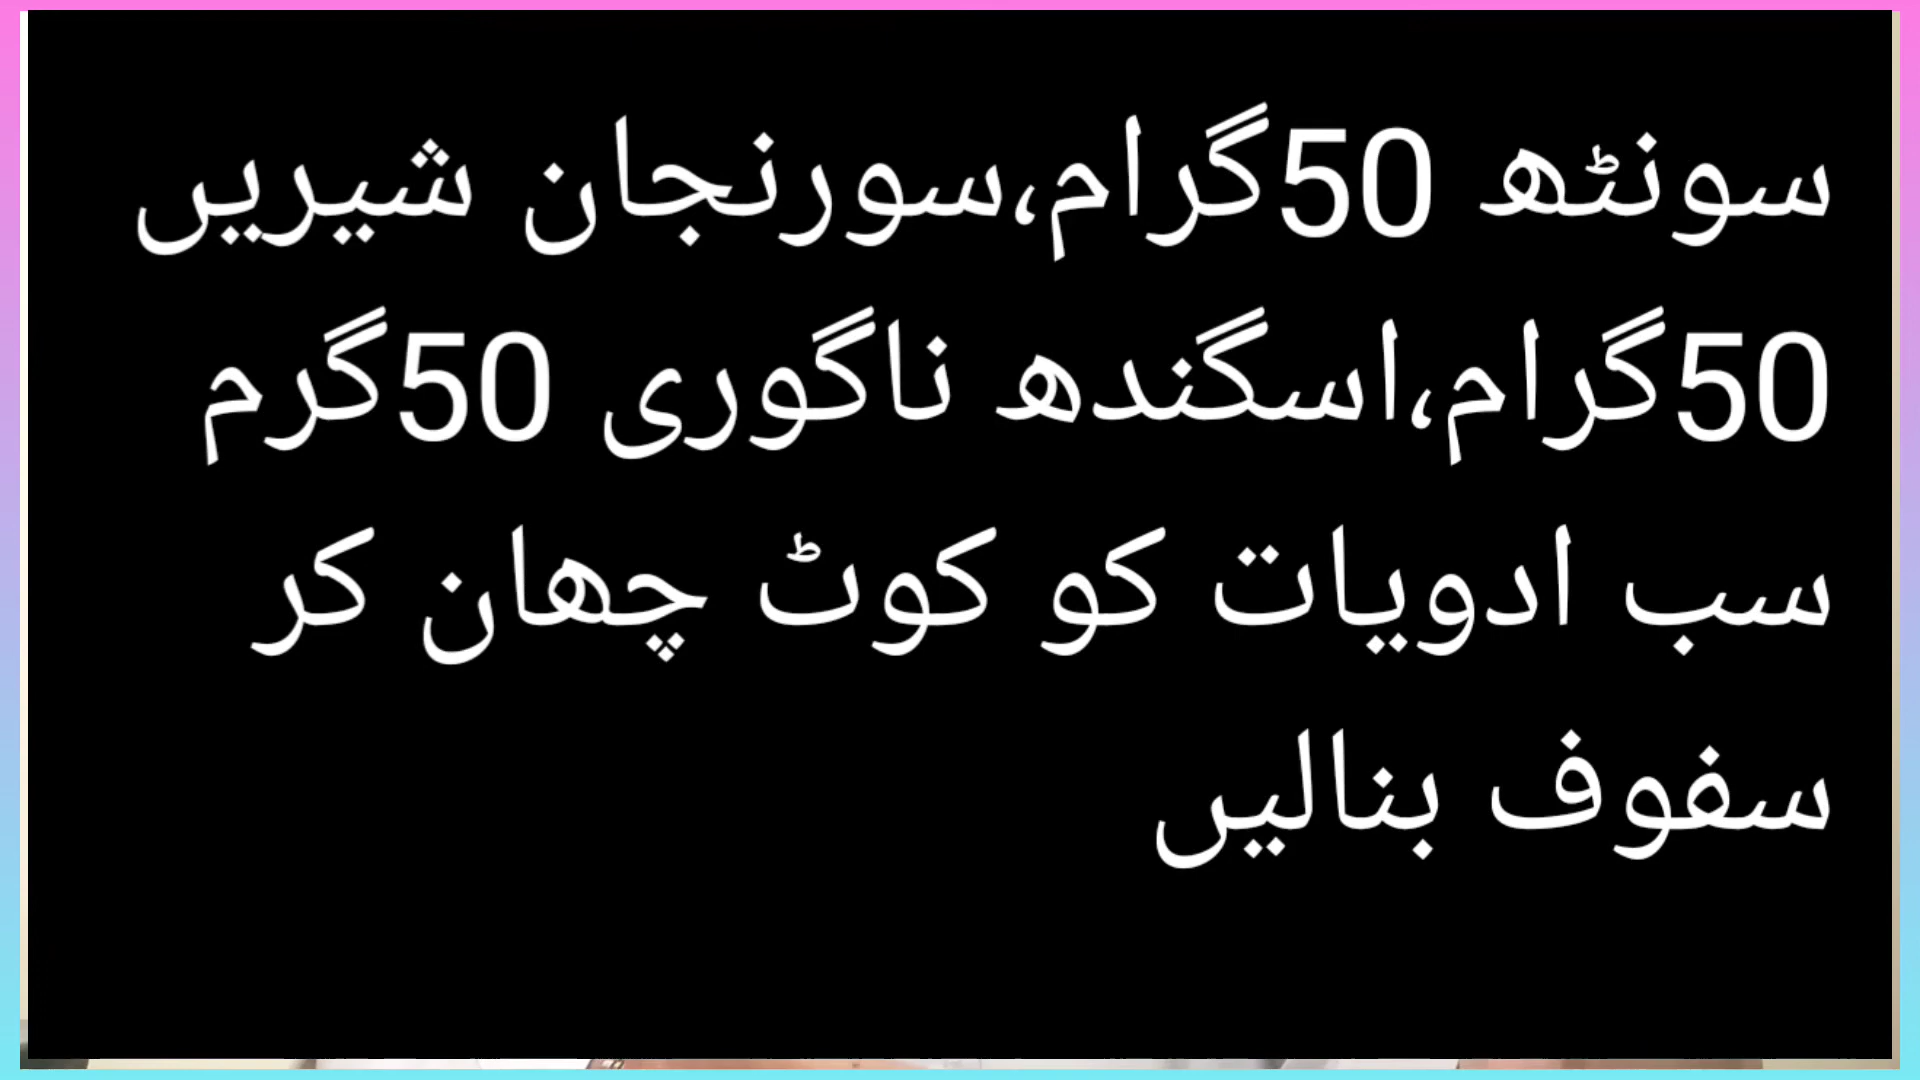 سونٹھ 50گرام،سورنجان شیریں
50گرام،اسگندھ ناگوری 50گرم
سب ادویات کو کوٹ چھان کر
سفوف بنالیں